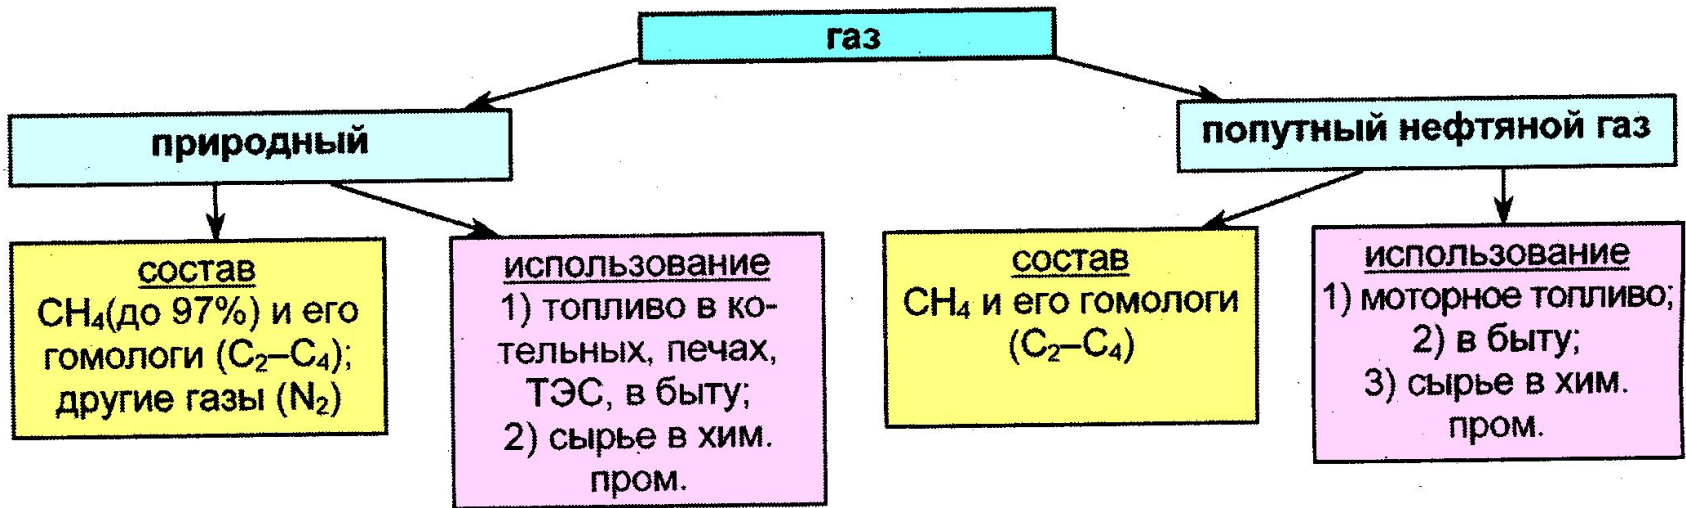 газ
природный
попутный нефтяной газ
состав
CH₄(до 97%) и его
гомологи (C₂–C₄);
другие газы (N₂)
использование
1) топливо в ко-
тельных, печах,
ТЭС, в быту;
2) сырье в хим.
пром.
состав
CH₄ и его гомологи
(C₂–C₄)
использование
1) моторное топливо;
2) в быту;
3) сырье в хим.
пром.